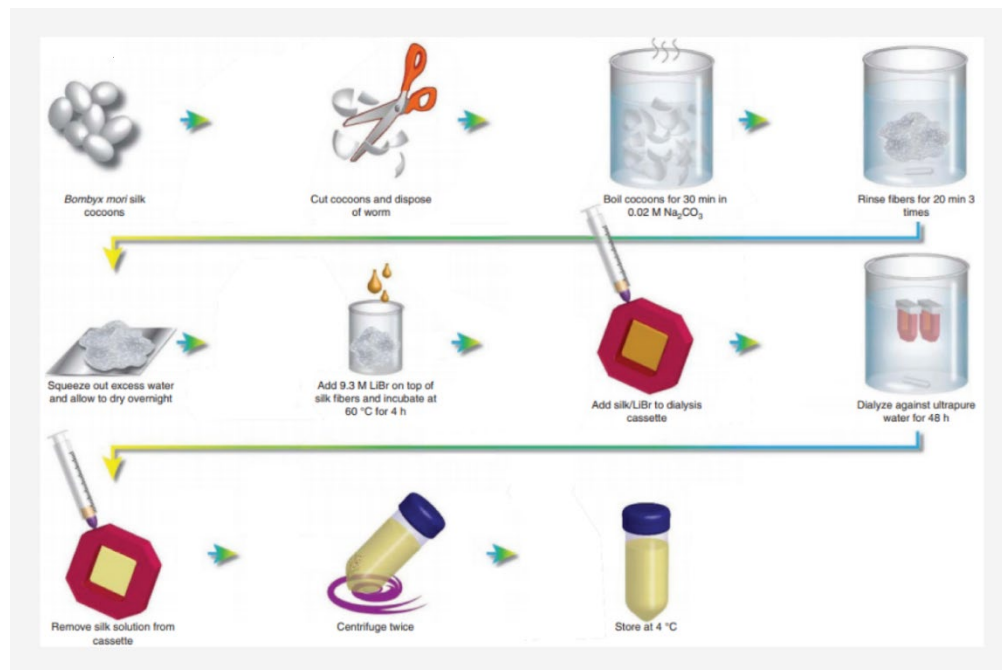 Bombyx mori silk
cocoons
Cut cocoons and dispose
of worm
Boil cocoons for 30 min in
0.02 M Na₂CO₃
Rinse fibers for 20 min 3
times
Squeeze out excess water
and allow to dry overnight
Add 9.3 M LiBr on top of
silk fibers and incubate at
60 °C for 4 h
Add silk/LiBr to dialysis
cassette
Dialyze against ultrapure
water for 48 h
Remove silk solution from
cassette
Centrifuge twice
Store at 4 °C